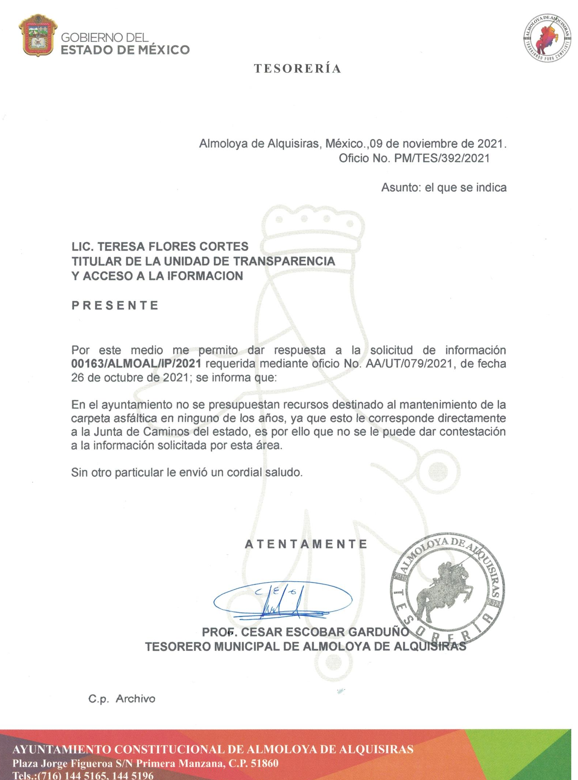 GOBIERNO DEL
ESTADO DE MÉXICO
ALMOLOYA DE ALQUISIRAS
TESORERÍA
Almoloya de Alquisiras, México.,09 de noviembre de 2021.
Oficio No. PM/TES/392/2021
Asunto: el que se indica
LIC. TERESA FLORES CORTES
TITULAR DE LA UNIDAD DE TRANSPARENCIA
Y ACCESO A LA IFORMACION
P R E S E N T E
Por este medio me permito dar respuesta a la solicitud de información
00163/ALMOAL/IP/2021 requerida mediante oficio No. AA/UT/079/2021, de fecha
26 de octubre de 2021; se informa que:
En el ayuntamiento no se presupuestan recursos destinado al mantenimiento de la
carpeta asfáltica en ninguno de los años, ya que esto le corresponde directamente
a la Junta de Caminos del estado, es por ello que no se le puede dar contestación
a la información solicitada por esta área.
Sin otro particular le envió un cordial saludo.
A T E N T A M E N T E
ALMOLOYA DE ALQUISIRAS
TESORERÍA
PROF. CESAR ESCOBAR GARDUÑO
TESORERO MUNICIPAL DE ALMOLOYA DE ALQUISIRAS
C.p. Archivo
AYUNTAMIENTO CONSTITUCIONAL DE ALMOLOYA DE ALQUISIRAS
Plaza Jorge Figueroa S/N Primera Manzana, C.P. 51860
Tels.:(716) 144 5165, 144 5196